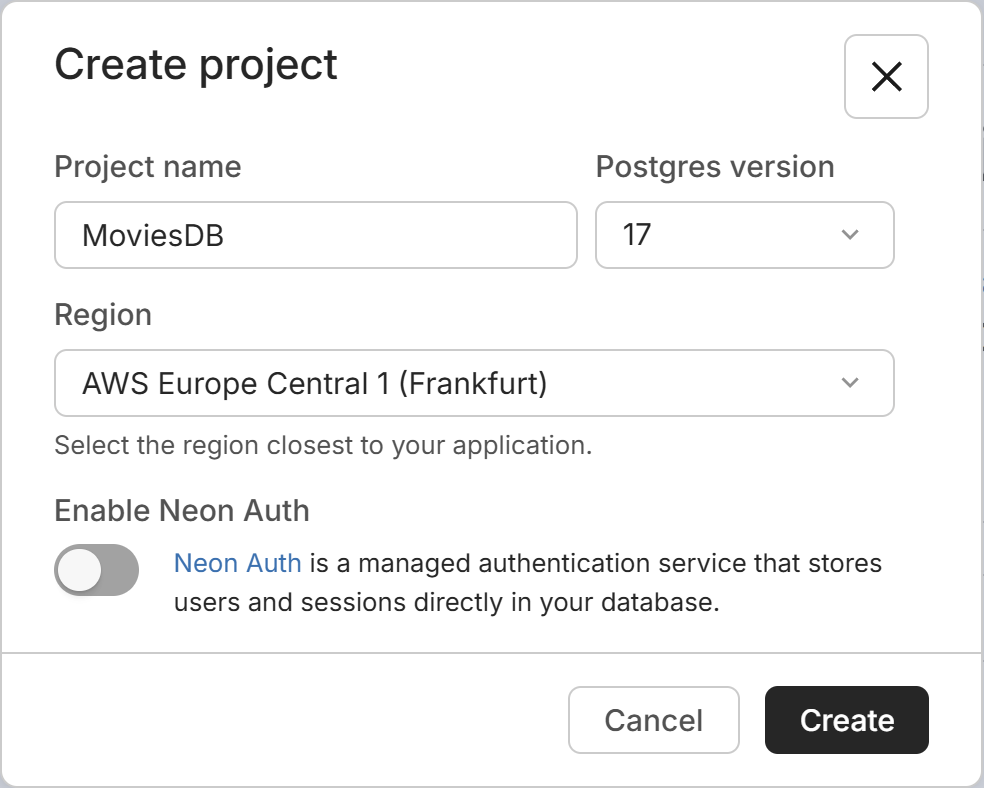 Create project
Project name
Postgres version
MoviesDB
17
Region
AWS Europe Central 1 (Frankfurt)
Select the region closest to your application.
Enable Neon Auth
Neon Auth is a managed authentication service that stores
users and sessions directly in your database.
Cancel
Create